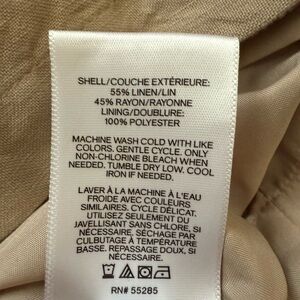 SHELL/COUCHE EXTÉRIEURE:
55% LINEN/LIN
45% RAYON/RAYONNE
LINING/DOUBLURE:
100% POLYESTER
MACHINE WASH COLD WITH LIKE
COLORS. GENTLE CYCLE. ONLY
NON-CHLORINE BLEACH WHEN
NEEDED. TUMBLE DRY LOW. COOL
IRON IF NEEDED.
LAVER À LA MACHINE À L'EAU
FROIDE AVEC COULEURS
SIMILAIRES. CYCLE DÉLICAT.
UTILISEZ SEULEMENT DU
JAVELLISANT SANS CHLORE, SI
NÉCESSAIRE, SÉCHAGE PAR
CULBUTAGE À TEMPÉRATURE
BASSE. REPASSAGE DOUX, SI
NÉCESSAIRE.
RN# 55285